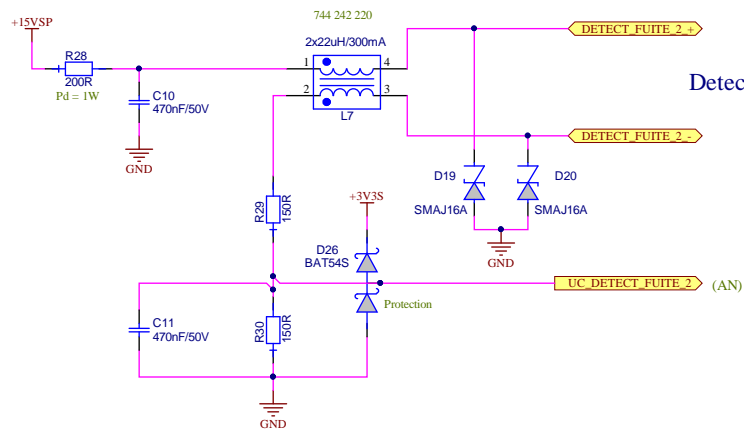 744 242 220
+15VSP
2x22uH/300mA
DETECT_FUITE_2_+
R28
1
4
200R
Pd = 1W
C10
470nF/50V
Detec
2
3
L7
DETECT_FUITE_2_-
GND
D19
D20
SMAJ16A
SMAJ16A
R29
150R
+3V3S
GND
D26
BAT54S
UC_DETECT_FUITE_2
(AN)
Protection
C11
470nF/50V
R30
150R
GND